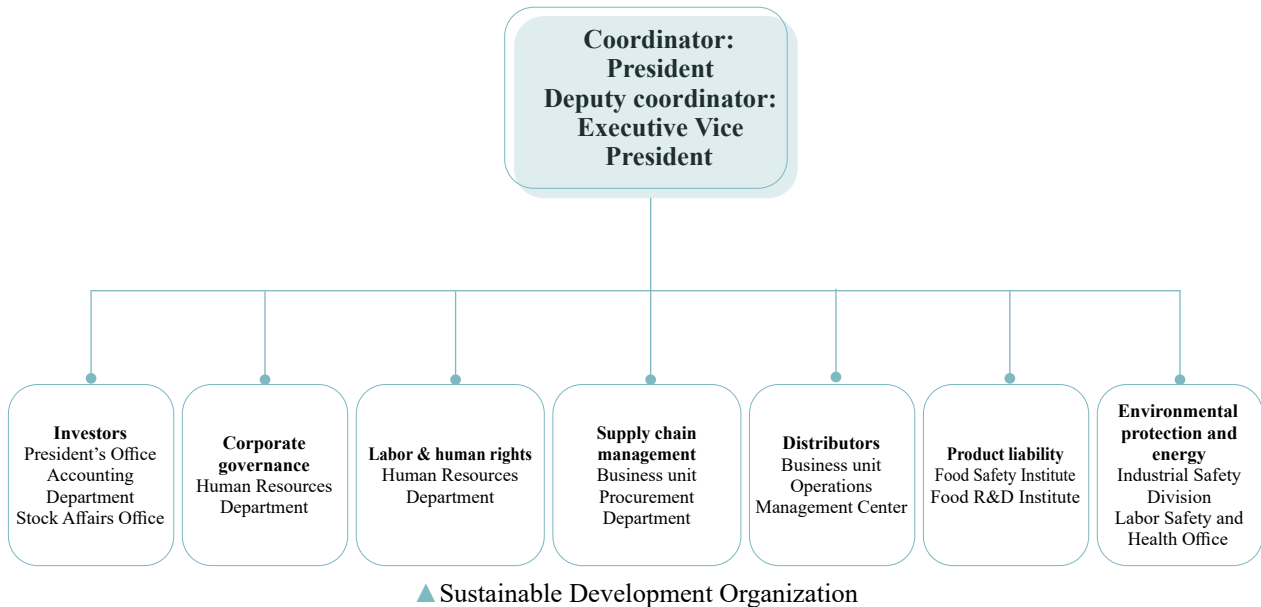 Coordinator:
President
Deputy coordinator:
Executive Vice
President
Investors
President's Office
Accounting
Department
Stock Affairs Office
Corporate
governance
Human Resources
Department
Labor & human rights
Human Resources
Department
Supply chain
management
Business unit
Procurement
Department
Distributors
Business unit
Operations
Management Center
Product liability
Food Safety Institute
Food R&D Institute
Environmental
protection and
energy
Industrial Safety
Division
Labor Safety and
Health Office
▲ Sustainable Development Organization